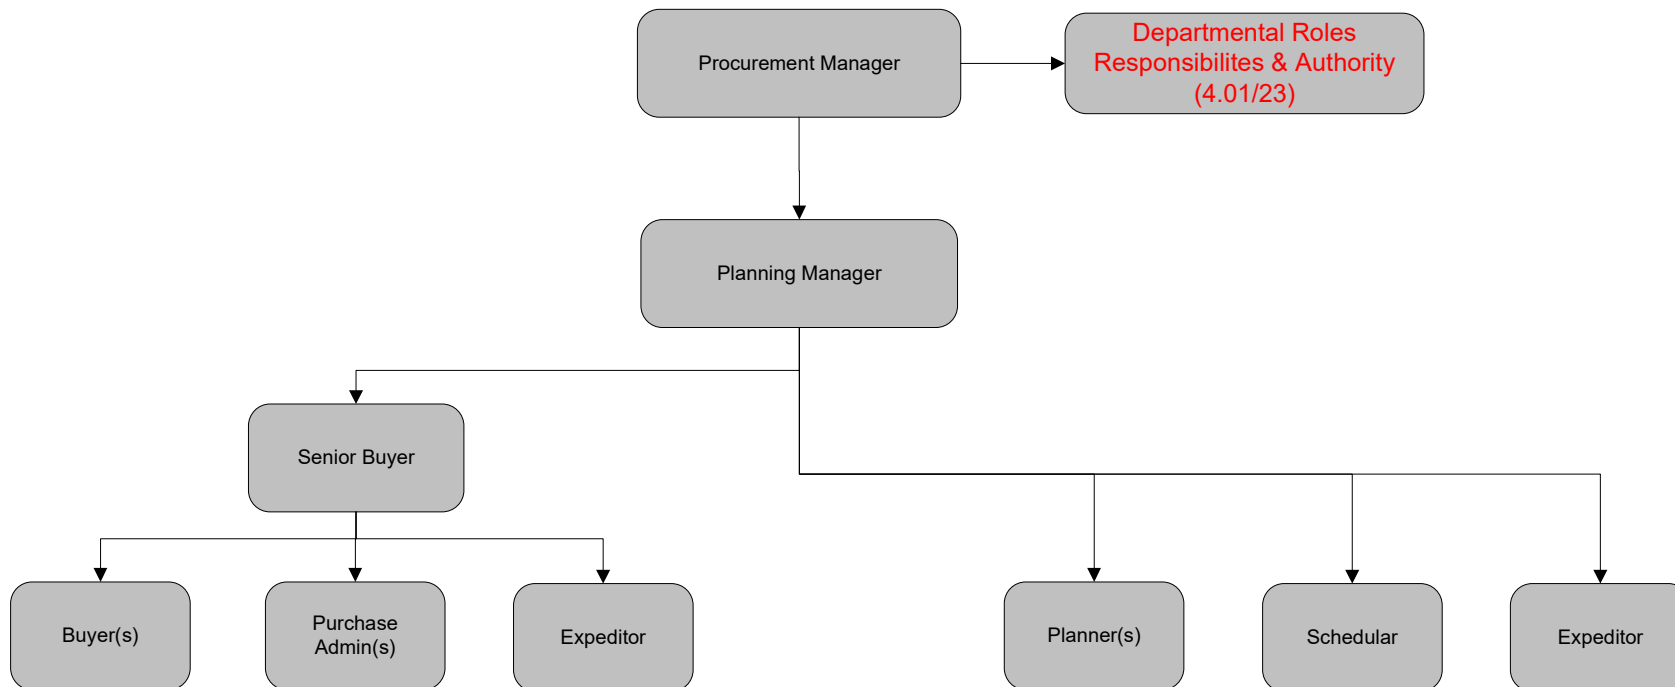 Procurement Manager
Departmental Roles
Responsibilites & Authority
(4.01/23)
Planning Manager
Senior Buyer
Buyer(s)
Purchase
Admin(s)
Expeditor
Planner(s)
Schedular
Expeditor